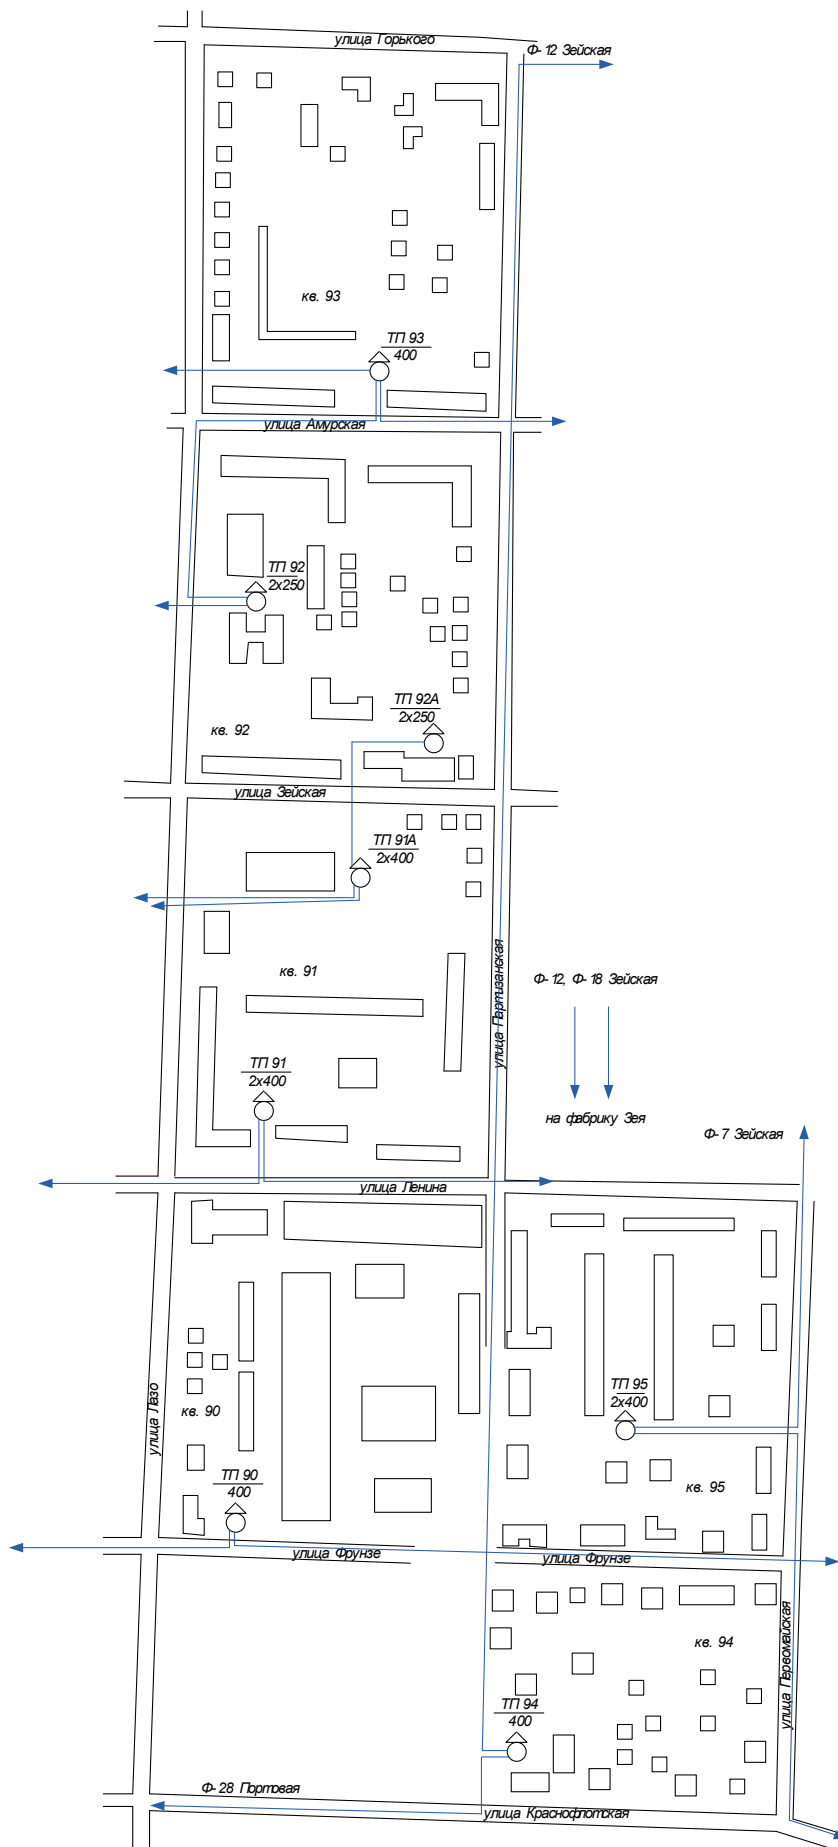 улица Горького
Ф-12 Зейская
кв. 93
ТП 93
400
улица Амурская
ТП 92
2х250
ТП 92А
2х250
кв. 92
улица Зейская
ТП 91А
2х400
кв. 91
улица Партизанская
Ф-12, Ф-18 Зейская
ТП 91
2х400
на фабрику Зея
Ф-7 Зейская
улица Ленина
улица Лазо
кв. 90
ТП 95
2х400
ТП 90
400
кв. 95
улица Фрунзе
улица Фрунзе
кв. 94
улица Первомайская
ТП 94
400
Ф-28 Портовая
улица Краснофлотская